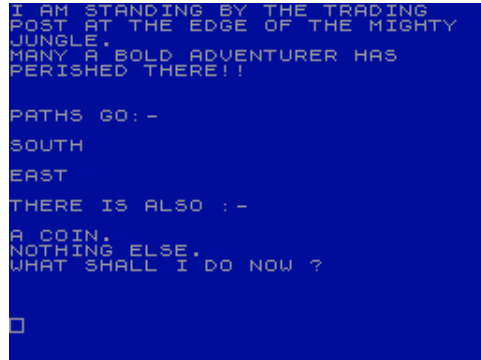 I AM STANDING BY THE TRADING
POST AT THE EDGE OF THE MIGHTY
JUNGLE.
MANY A BOLD ADVENTURER HAS
PERISHED THERE!!
PATHS GO:-
SOUTH
EAST
THERE IS ALSO :-
A COIN.
NOTHING ELSE.
WHAT SHALL I DO NOW ?